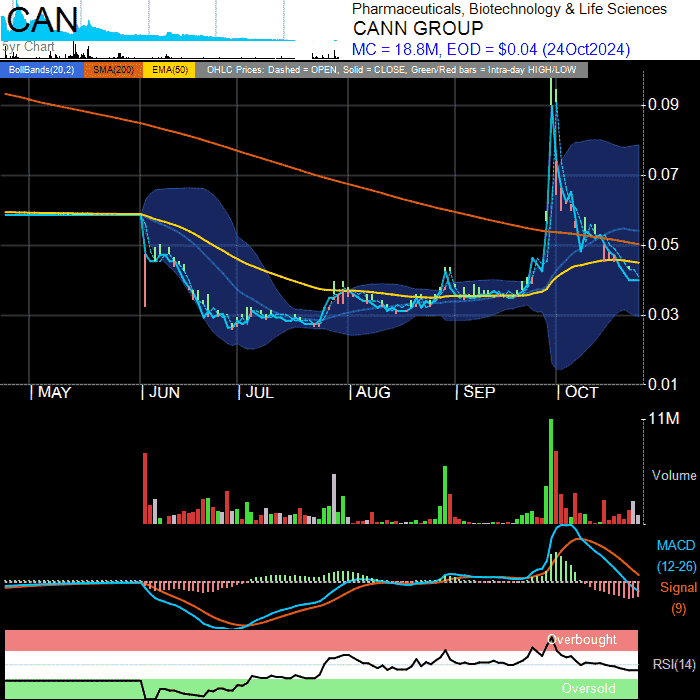 CAN
Pharmaceuticals, Biotechnology & Life Sciences
CANN GROUP
5yr Chart
MC = 18.8M, EOD = $0.04 (24Oct2024)
BollBands(20,2) SMA(200) EMA(50) OHLC Prices: Dashed = OPEN, Solid = CLOSE, Green/Red bars = Intra-day HIGH/LOW
0.09
0.07
0.05
0.03
0.01
MAY JUN JUL AUG SEP OCT
11M
Volume
MACD
(12-26)
Signal
(9)
Overbought
RSI(14)
Oversold